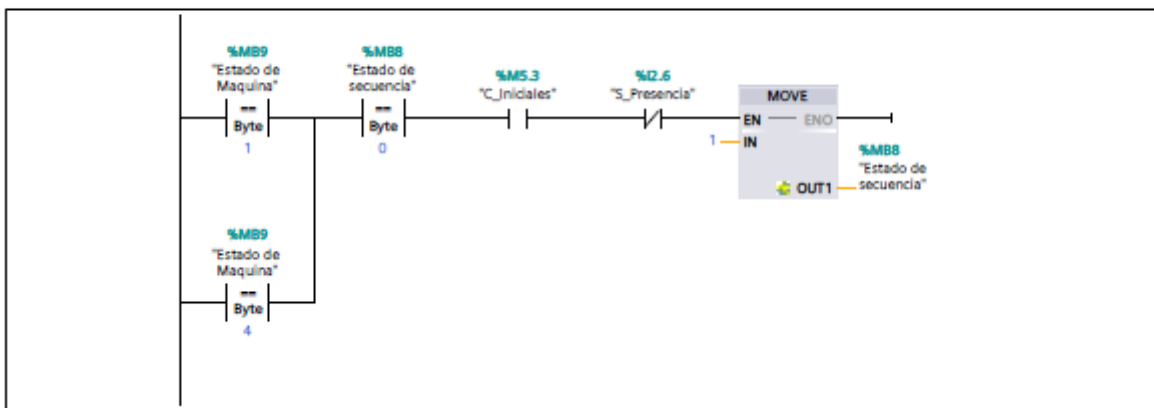 %MB9
"Estado de
Maquina"
==
Byte
1
%MB8
"Estado de
secuencia"
==
Byte
0
%M5.3
"C_Iniciales"
%I2.6
"S_Presencia"
MOVE
EN
ENO
1
IN
OUT1
%MB8
"Estado de
secuencia"
%MB9
"Estado de
Maquina"
==
Byte
4